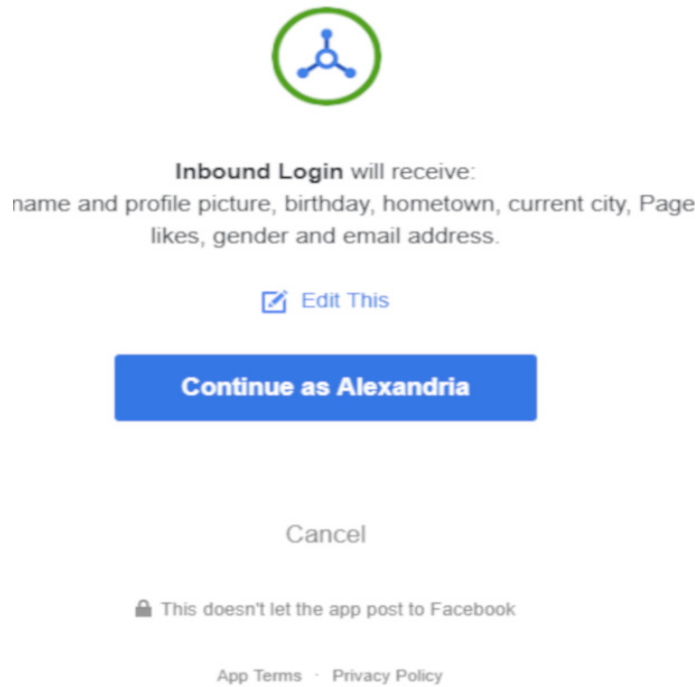 Inbound Login will receive:
name and profile picture, birthday, hometown, current city, Page
likes, gender and email address.
Edit This
Continue as Alexandria
Cancel
This doesn't let the app post to Facebook
App Terms · Privacy Policy